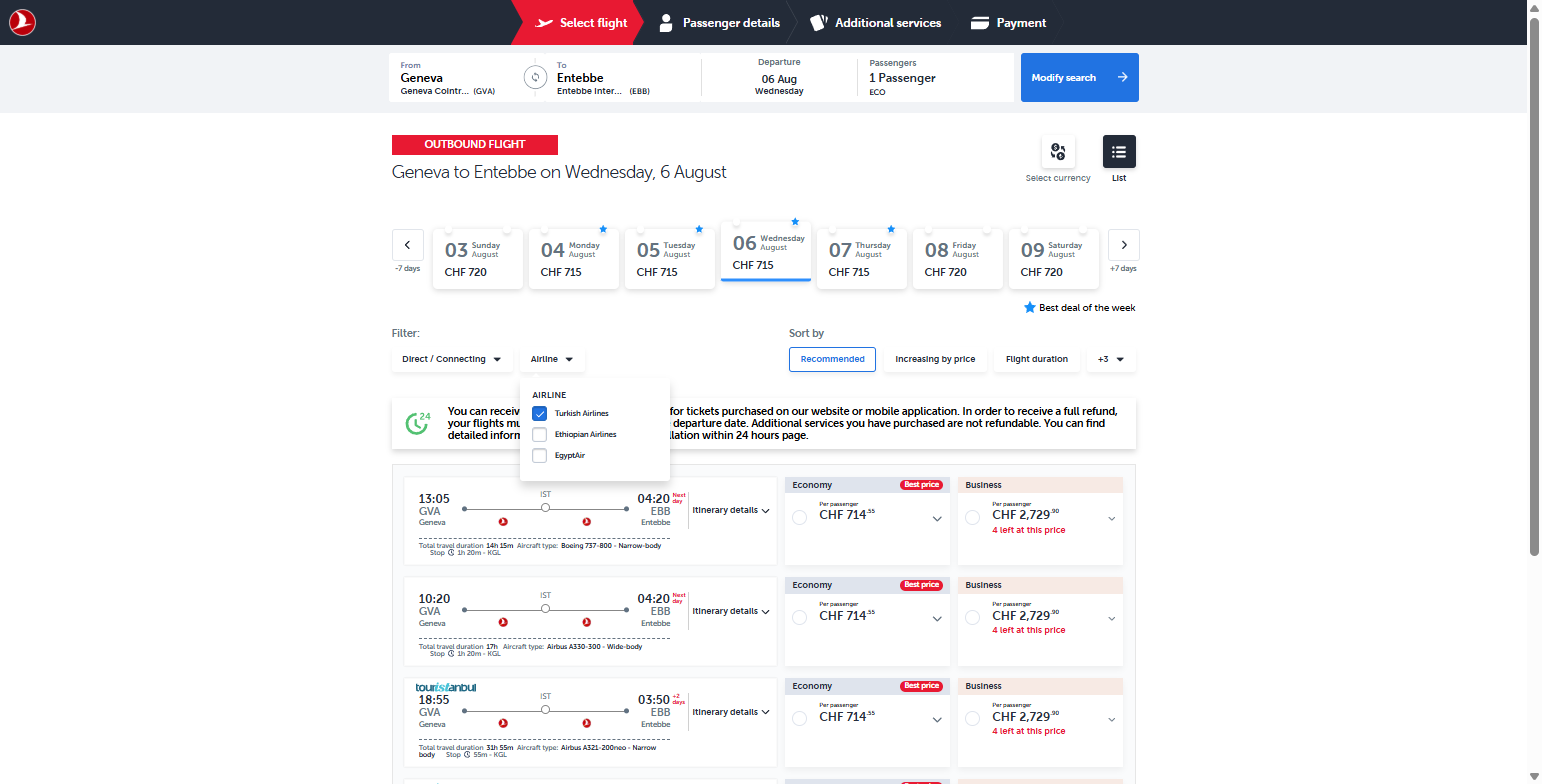 Select flight
Passenger details
Additional services
Payment
From
Geneva
Geneva Cointr... (GVA)
To
Entebbe
Entebbe Inter... (EBB)
Departure
06 Aug
Wednesday
Passengers
1 Passenger
ECO
Modify search
OUTBOUND FLIGHT
Geneva to Entebbe on Wednesday, 6 August
Select currency
List
-7 days
03 Sunday August
CHF 720
04 Monday August
CHF 715
05 Tuesday August
CHF 715
06 Wednesday August
CHF 715
07 Thursday August
CHF 715
08 Friday August
CHF 720
09 Saturday August
CHF 720
+7 days
Best deal of the week
Filter:
Direct / Connecting
Airline
Sort by
Recommended
Increasing by price
Flight duration
+3
AIRLINE
Turkish Airlines
Ethiopian Airlines
EgyptAir
24
You can receiv
for tickets purchased on our website or mobile application. In order to receive a full refund,
your flights mu
departure date. Additional services you have purchased are not refundable. You can find
detailed inform
llation within 24 hours page.
13:05
GVA
Geneva
IST
04:20 Next day
EBB
Entebbe
Itinerary details
Total travel duration 14h 15m Aircraft type: Boeing 737-800 - Narrow-body
Stop 1h 20m - KGL
Economy
Best price
Per passenger
CHF 714.55
Business
Per passenger
CHF 2,729.90
4 left at this price
10:20
GVA
Geneva
IST
04:20 Next day
EBB
Entebbe
Itinerary details
Total travel duration 17h Aircraft type: Airbus A330-300 - Wide-body
Stop 1h 20m - KGL
Economy
Best price
Per passenger
CHF 714.55
Business
Per passenger
CHF 2,729.90
4 left at this price
touristanbul
18:55
GVA
Geneva
IST
03:50 +2 days
EBB
Entebbe
Itinerary details
Total travel duration 31h 55m Aircraft type: Airbus A321-200neo - Narrow
body Stop 55m - KGL
Economy
Best price
Per passenger
CHF 714.55
Business
Per passenger
CHF 2,729.90
4 left at this price